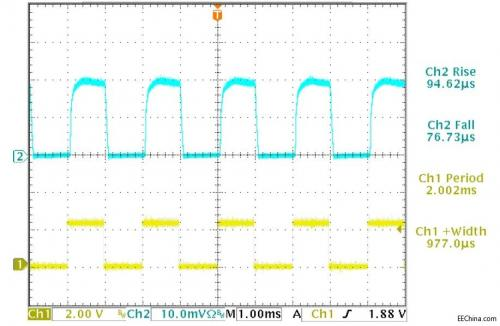 T
Ch2 Rise
94.62µs
Ch2 Fall
76.73µs
2
Ch1 Period
2.002ms
Ch1 +Width
977.0µs
1
Ch1 2.00 V Ch2 10.0mVΩ M 1.00ms A Ch1 ƒ 1.88 V
EEChina.com